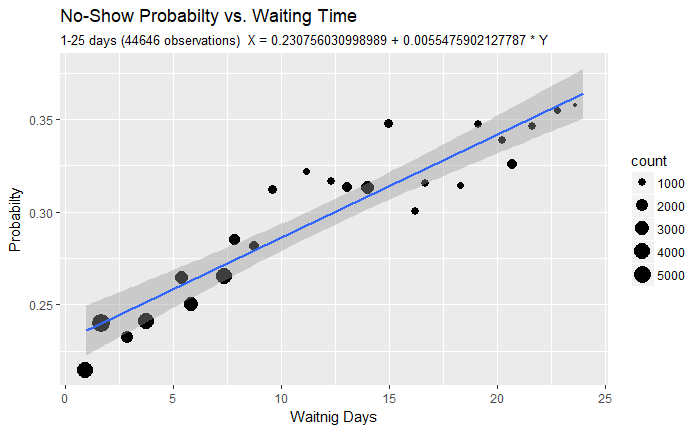 No-Show Probabilty vs. Waiting Time
1-25 days (44646 observations)  X = 0.230756030998989 + 0.0055475902127787 * Y
0.35
0.30
0.25
Probabilty
0
5
10
15
20
25
Waitnig Days
count
1000
2000
3000
4000
5000